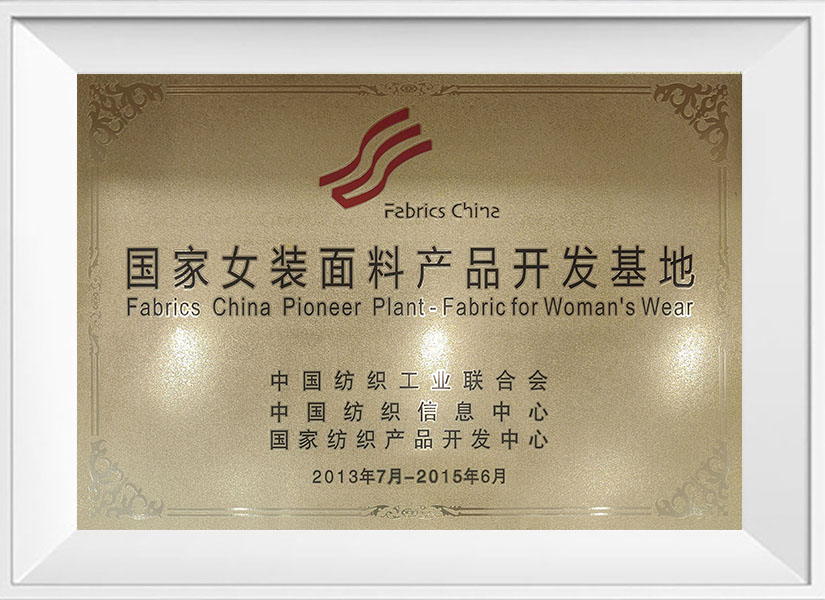 Fabrics China
国家女装面料产品开发基地
Fabrics China Pioneer Plant - Fabric for Woman's Wear
中国纺织工业联合会
中国纺织信息中心
国家纺织产品开发中心
2013年7月-2015年6月